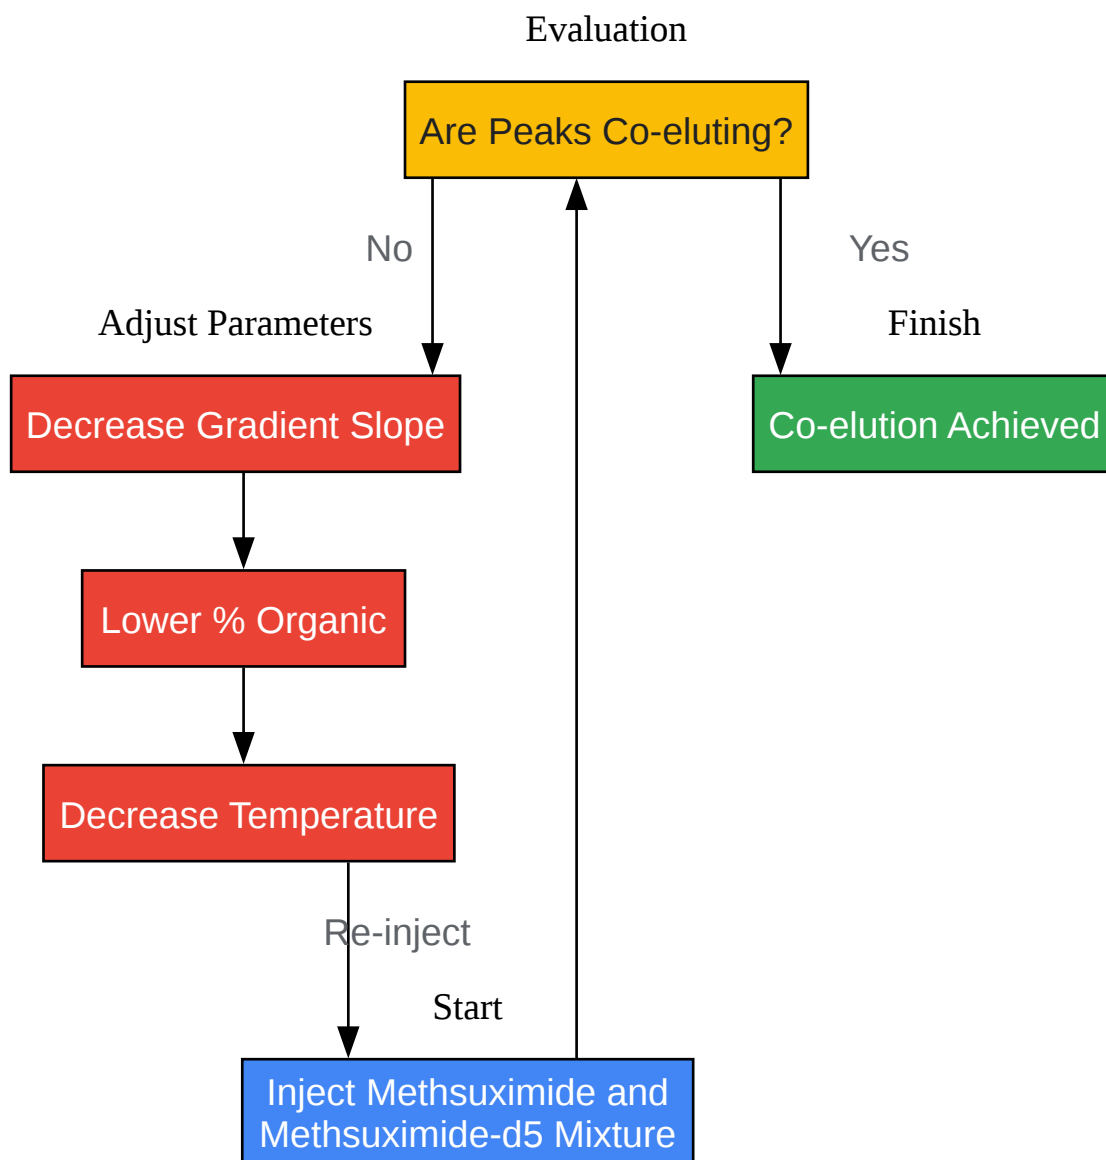 Evaluation
Are Peaks Co-eluting?
No
Yes
Adjust Parameters
Finish
Decrease Gradient Slope
Co-elution Achieved
Lower % Organic
Decrease Temperature
Re-inject
Start
Inject Methsuximide and
Methsuximide-d5 Mixture